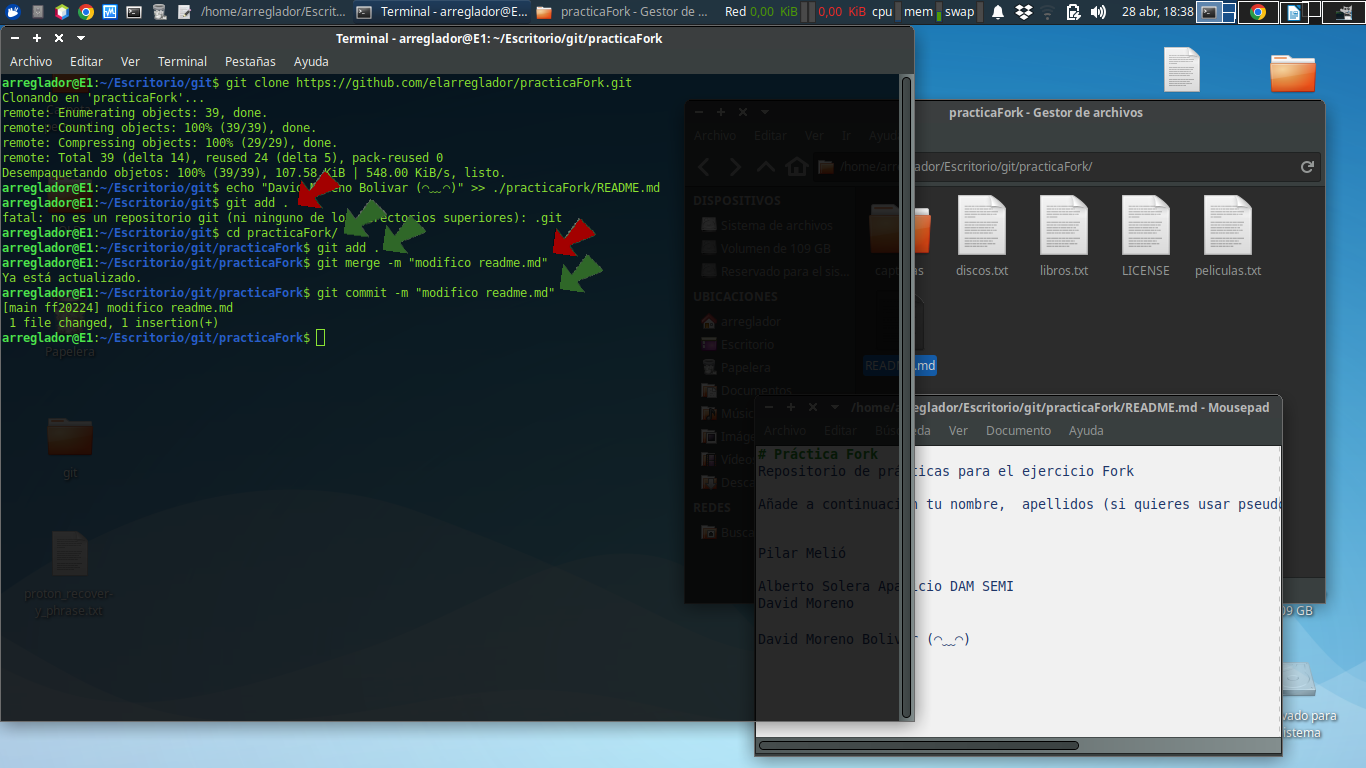 /home/arreglador/Escrit...
Terminal - arreglador@E...
practicaFork - Gestor de ...
Red 0,00 KiB 0,00 KiB cpu mem swap
28 abr, 18:38
Terminal - arreglador@E1: ~/Escritorio/git/practicaFork
Archivo Editar Ver Terminal Pestañas Ayuda
arreglador@E1:~/Escritorio/git$ git clone https://github.com/elarreglador/practicaFork.git
Clonando en 'practicaFork'...
remote: Enumerating objects: 39, done.
remote: Counting objects: 100% (39/39), done.
remote: Compressing objects: 100% (29/29), done.
remote: Total 39 (delta 14), reused 24 (delta 5), pack-reused 0
Desempaquetando objetos: 100% (39/39), 107.58 KiB | 548.00 KiB/s, listo.
arreglador@E1:~/Escritorio/git$ echo "David Moreno Bolivar (◠﹏◠)" >> ./practicaFork/README.md
arreglador@E1:~/Escritorio/git$ git add .
fatal: no es un repositorio git (ni ninguno de los directorios superiores): .git
arreglador@E1:~/Escritorio/git$ cd practicaFork/
arreglador@E1:~/Escritorio/git/practicaFork$ git add .
arreglador@E1:~/Escritorio/git/practicaFork$ git merge -m "modifico readme.md"
Ya está actualizado.
arreglador@E1:~/Escritorio/git/practicaFork$ git commit -m "modifico readme.md"
[main ff20224] modifico readme.md
1 file changed, 1 insertion(+)
arreglador@E1:~/Escritorio/git/practicaFork$
Papelera
git
proton_recover-
y_phrase.txt
practicaFork - Gestor de archivos
Archivo Editar Ver Ir Ayuda
/home/arreglador/Escritorio/git/practicaFork/
DISPOSITIVOS
Sistema de archivos
Volumen de 109 GB
Reservado para el sis...
UBICACIONES
arreglador
Escritorio
Papelera
Documentos
Música
Imáge
Vídeos
Desca
REDES
Busca
capturas
discos.txt
libros.txt
LICENSE
peliculas.txt
README.md
/home/arreglador/Escritorio/git/practicaFork/README.md - Mousepad
Archivo Editar Búsqueda Ver Documento Ayuda
# Práctica Fork
Repositorio de prácticas para el ejercicio Fork
Añade a continuación tu nombre,  apellidos (si quieres usar pseudo
Pilar Melió
Alberto Solera Aparicio DAM SEMI
David Moreno
David Moreno Bolivar (◠﹏◠)
09 GB
vado para
istema